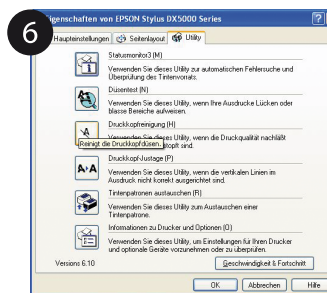 6
Eigenschaften von EPSON Stylus DX5000 Series
Haupteinstellungen Seitenlayout Utility
Statusmonitor3 (M)
Verwenden Sie dieses Utility zur automatischen Fehlersuche und
Überprüfung des Tintenvorrats.
Düsentest (N)
Verwenden Sie dieses Utility, wenn Ihre Ausdrucke Lücken oder
blasse Bereiche aufweisen.
Druckkopfreinigung (H)
Verwenden Sie dieses Utility, wenn die Druckqualität nachläßt
Reinigt die Druckkopfdüsen. stopft sind.
Druckkopf-Justage (P)
Verwenden Sie dieses Utility, wenn die vertikalen Linien im
Ausdruck nicht korrekt ausgerichtet sind.
Tintenpatronen austauschen (R)
Verwenden Sie dieses Utility zum Austauschen einer
Tintenpatrone.
Informationen zu Drucker und Optionen (O)
Verwenden Sie dieses Utility, um Einstellungen für Ihren Drucker
und optionale Geräte vorzunehmen oder zu überprüfen.
Versions 6.10 Geschwindigkeit & Fortschritt
OK Abbrechen Hilfe